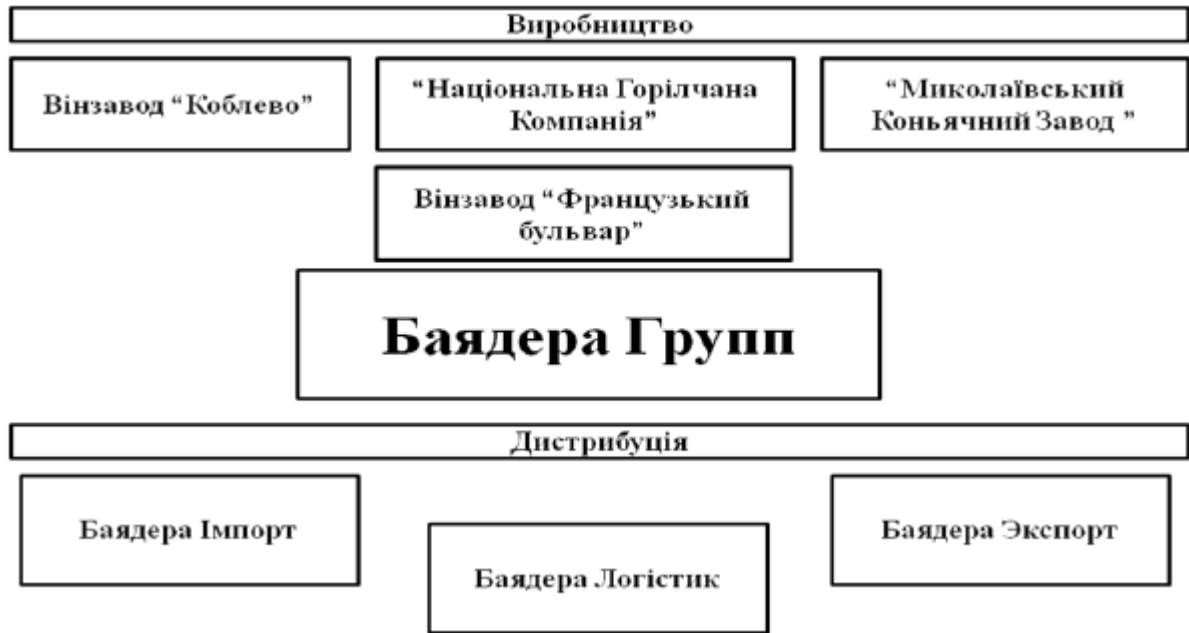 Виробництво
Вінзавод “Коблево”
“Національна Горілчана
Компанія”
“Миколаївський
Коньячний Завод ”
Вінзавод “Французький
бульвар”
Баядера Групп
Дистрибуція
Баядера Імпорт
Баядера Логістик
Баядера Экспорт